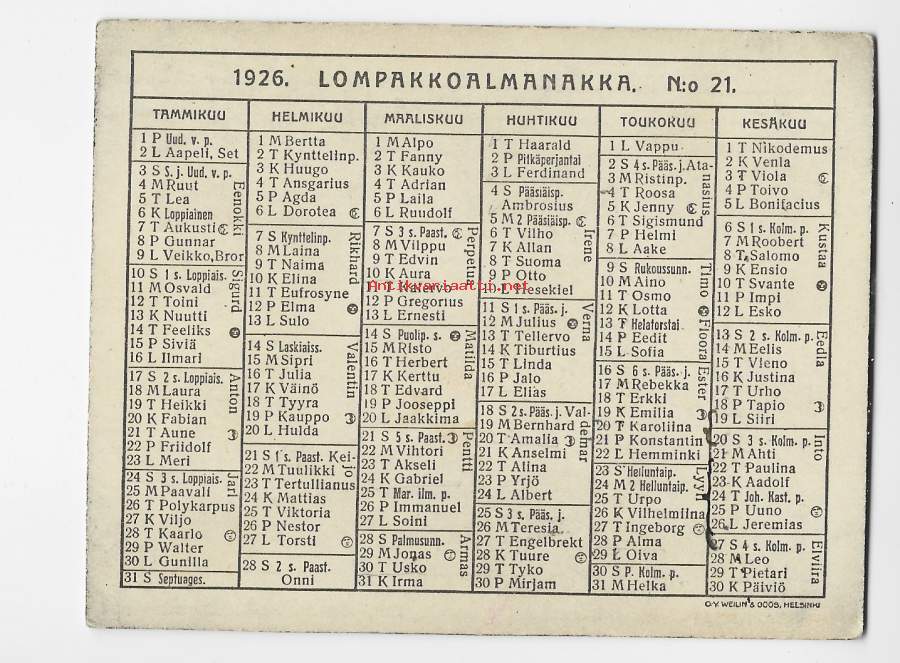 1926. LOMPAKKOALMANAKKA. N:o 21.
TAMMIKUU
1 P Uud. v. p.
2 L Aapeli, Set
3 S S. j. Uud. v. p.
4 M Ruut
5 T Lea
6 K Loppiainen
7 T Aukusti
8 P Gunnar
9 L Veikko, Bror
Eenokki
10 S 1 s. Loppiais.
11 M Osvald
12 T Toini
13 K Nuutti
14 T Feeliks
15 P Siviä
16 L Ilmari
Sigurd
17 S 2 s. Loppiais.
18 M Laura
19 T Heikki
20 K Fabian
21 T Aune
22 P Friidolf
23 L Meri
Anton
24 S 3 s. Loppiais.
25 M Paavali
26 T Polykarpus
27 K Viljo
28 T Kaarlo
29 P Walter
30 L Gunilla
Jari
31 S Septuages.
HELMIKUU
1 M Bertta
2 T Kynttelinp.
3 K Huugo
4 T Ansgarius
5 P Agda
6 L Dorotea
7 S Kynttelinp.
8 M Laina
9 T Naima
10 K Elina
11 T Eufrosyne
12 P Elma
13 L Sulo
Rikhard
14 S Laskiaiss.
15 M Sipri
16 T Julia
17 K Väinö
18 T Tyyra
19 P Kauppo
20 L Hulda
Valentin
21 S 1 s. Paast. Kei-
22 M Tuulikki
23 T Tertullianus
24 K Mattias
25 T Viktoria
26 P Nestor
27 L Torsti
jo
28 S 2 s. Paast.
Onni
MAALISKUU
1 M Alpo
2 T Fanny
3 K Kauko
4 T Adrian
5 P Laila
6 L Ruudolf
7 S 3 s. Paast.
8 M Vilppu
9 T Edvin
10 K Aura
11 T Kalervo
12 P Gregorius
13 L Ernesti
Perpetua
14 S Puolip. s.
15 M Risto
16 T Herbert
17 K Kerttu
18 T Edvard
19 P Jooseppi
20 L Jaakkima
Matilda
21 S 5 s. Paast.
22 M Vihtori
23 T Akseli
24 K Gabriel
25 T Mar. ilm. p.
26 P Immanuel
27 L Soini
Pentti
28 S Palmusunn.
29 M Jonas
30 T Usko
31 K Irma
Armas
HUHTIKUU
1 T Haarald
2 P Pitkäperjantai
3 L Ferdinand
4 S Pääsiäisp.
Ambrosius
5 M 2 Pääsiäisp.
6 T Vilho
7 K Allan
8 T Suoma
9 P Otto
10 L Hesekiel
Irene
11 S 1 s. Pääs. j.
12 M Julius
13 T Tellervo
14 K Tiburtius
15 T Linda
16 P Jalo
17 L Elias
Verna
18 S 2 s. Pääs. j. Val-
19 M Bernhard
20 T Amalia
21 K Anselmi
22 T Alina
23 P Yrjö
24 L Albert
demar
25 S 3 s. Pääs. j.
26 M Teresia
27 T Engelbrekt
28 K Tuure
29 T Tyko
30 P Mirjam
TOUKOKUU
1 L Vappu
2 S 4 s. Pääs. j. Ata-
3 M Ristinp.
4 T Roosa
5 K Jenny
6 T Sigismund
7 P Helmi
8 L Aake
nasius
9 S Rukoussunn.
10 M Aino
11 T Osmo
12 K Lotta
13 T Helatorstai
14 P Eedit
15 L Sofia
Timo
Floora
16 S 6 s. Pääs. j.
17 M Rebekka
18 T Erkki
19 K Emilia
20 T Karoliina
21 P Konstantin
22 L Hemminki
Ester
23 S Helluntaip.
24 M 2 Helluntaip.
25 T Urpo
26 K Vilhelmiina
27 T Ingeborg
28 P Alma
29 L Oiva
Lyyli
30 S P. Kolm. p.
31 M Helka
KESÄKUU
1 T Nikodemus
2 K Venla
3 T Viola
4 P Toivo
5 L Bonifacius
6 S 1 s. Kolm. p.
7 M Roobert
8 T Salomo
9 K Ensio
10 T Svante
11 P Impi
12 L Esko
Kustaa
13 S 2 s. Kolm. p.
14 M Eelis
15 T Vieno
16 K Justina
17 T Urho
18 P Tapio
19 L Siiri
Eedla
20 S 3 s. Kolm. p.
21 M Ahti
22 T Paulina
23 K Aadolf
24 T Joh. Kast. p.
25 P Uuno
26 L Jeremias
Into
27 S 4 s. Kolm. p.
28 M Leo
29 T Pietari
30 K Päiviö
Elviira
O.Y. WEILIN & GÖÖS, HELSINKI
Antikvariaatti.net